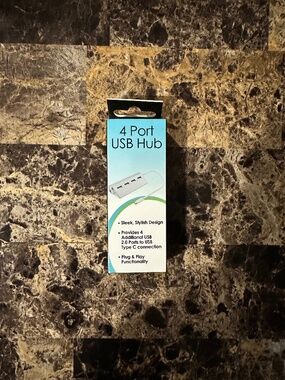 4 Port
USB Hub
• Sleek, Stylish Design
• Provides 4
Additional USB
2.0 Ports to USB
Type C connection
• Plug & Play
Functionality